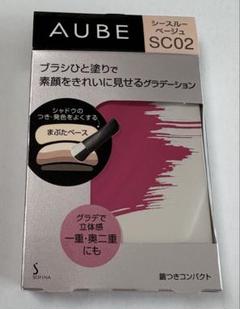 AUBE
シースルー
ベージュ
SC02
ブラシひと塗りで
素顔をきれいに見せるグラデーション
シャドウの
つき・発色をよくする
まぶたベース
グラデで
立体感
一重・奥二重
にも
S
SOFINA
鏡つきコンパクト